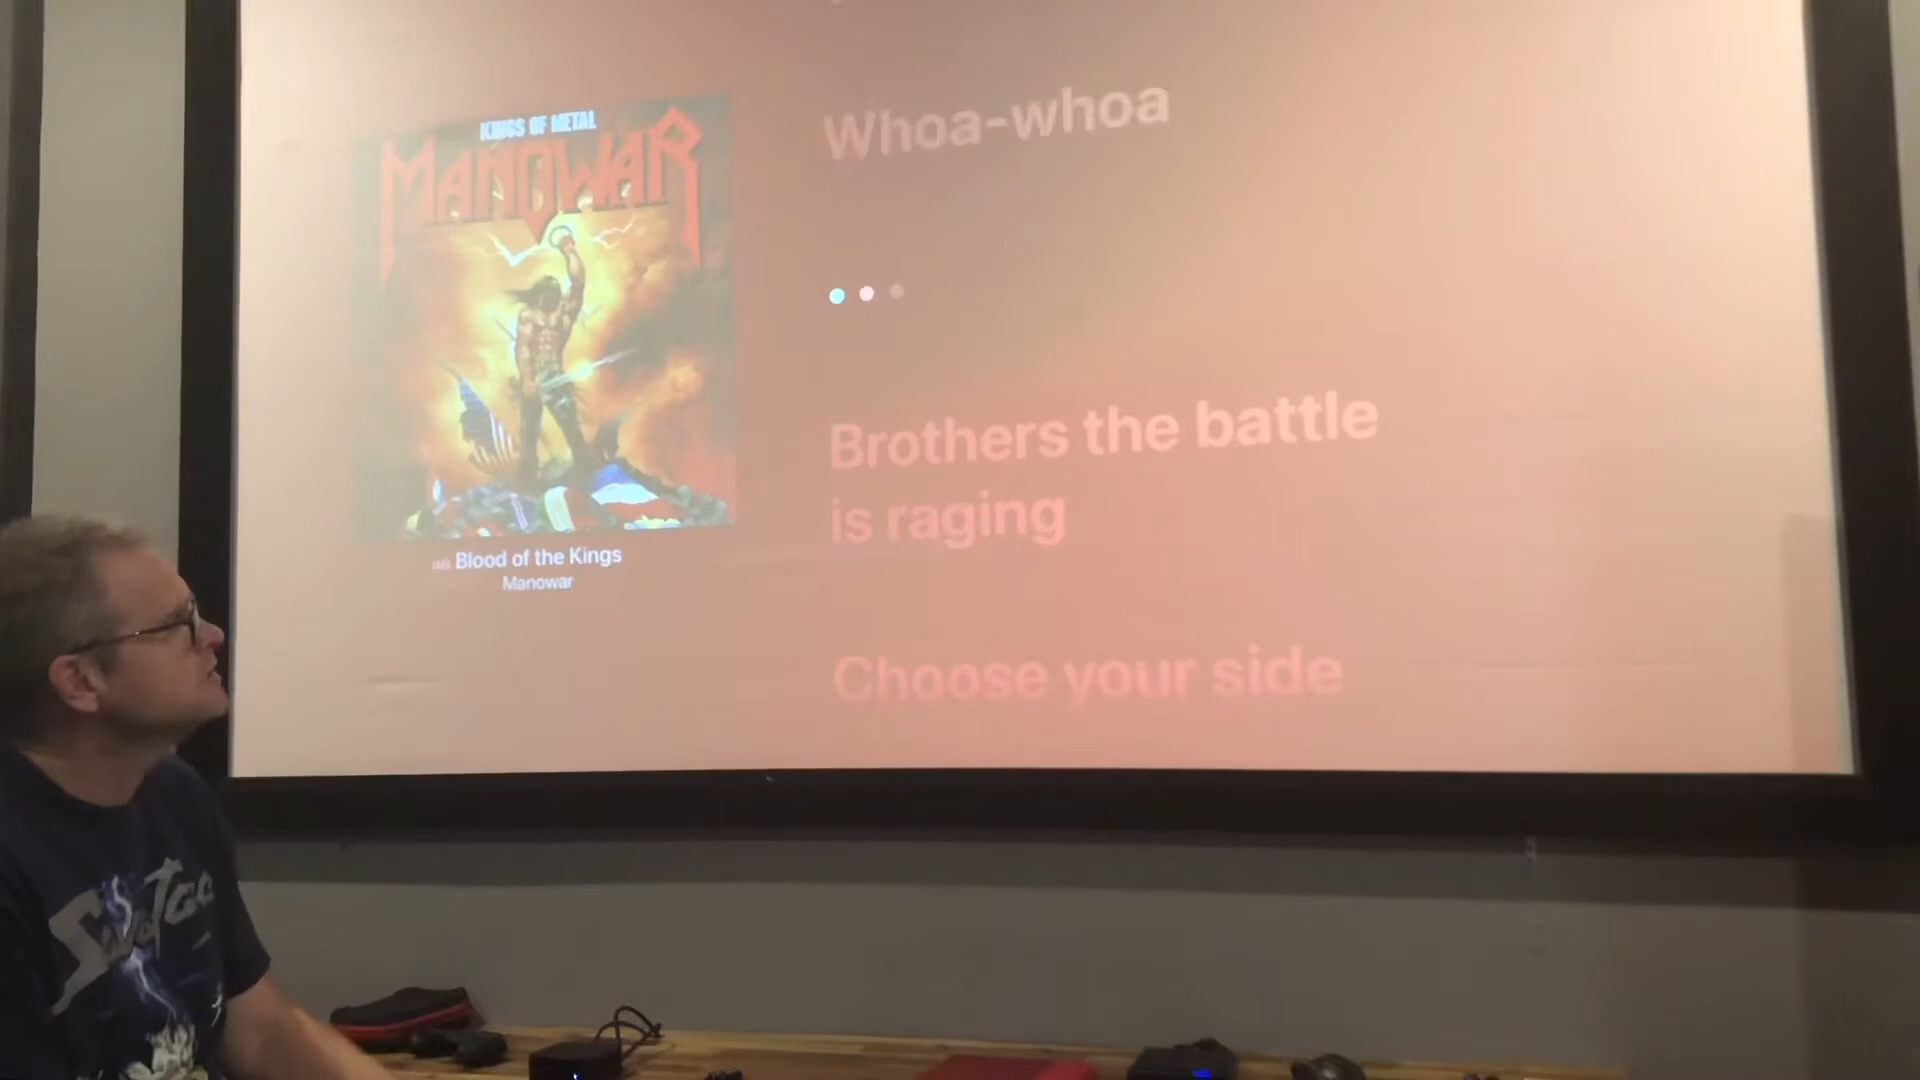 KINGS OF METAL
MANOWAR
Blood of the Kings
Manowar
Whoa-whoa
Brothers the battle
is raging
Choose your side